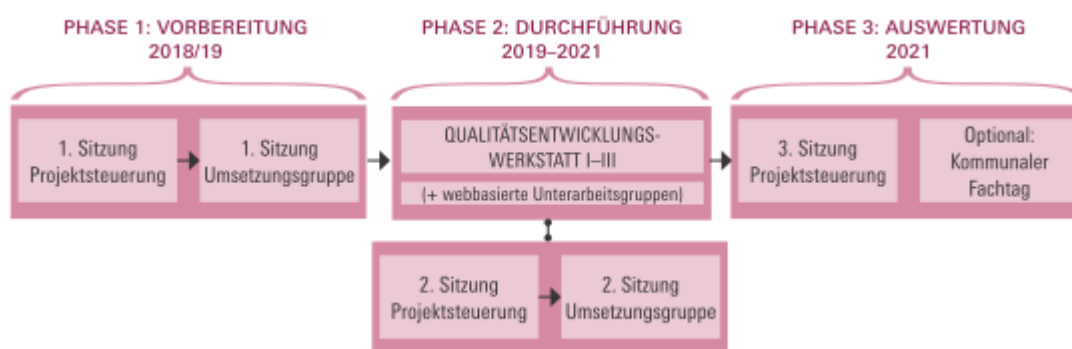 PHASE 1: VORBEREITUNG
2018/19
PHASE 2: DURCHFÜHRUNG
2019–2021
PHASE 3: AUSWERTUNG
2021
1. Sitzung
Projektsteuerung
1. Sitzung
Umsetzungsgruppe
QUALITÄTSENTWICKLUNGS-
WERKSTATT I–III
(+ webbasierte Unterarbeitsgruppen)
3. Sitzung
Projektsteuerung
Optional:
Kommunaler
Fachtag
2. Sitzung
Projektsteuerung
2. Sitzung
Umsetzungsgruppe